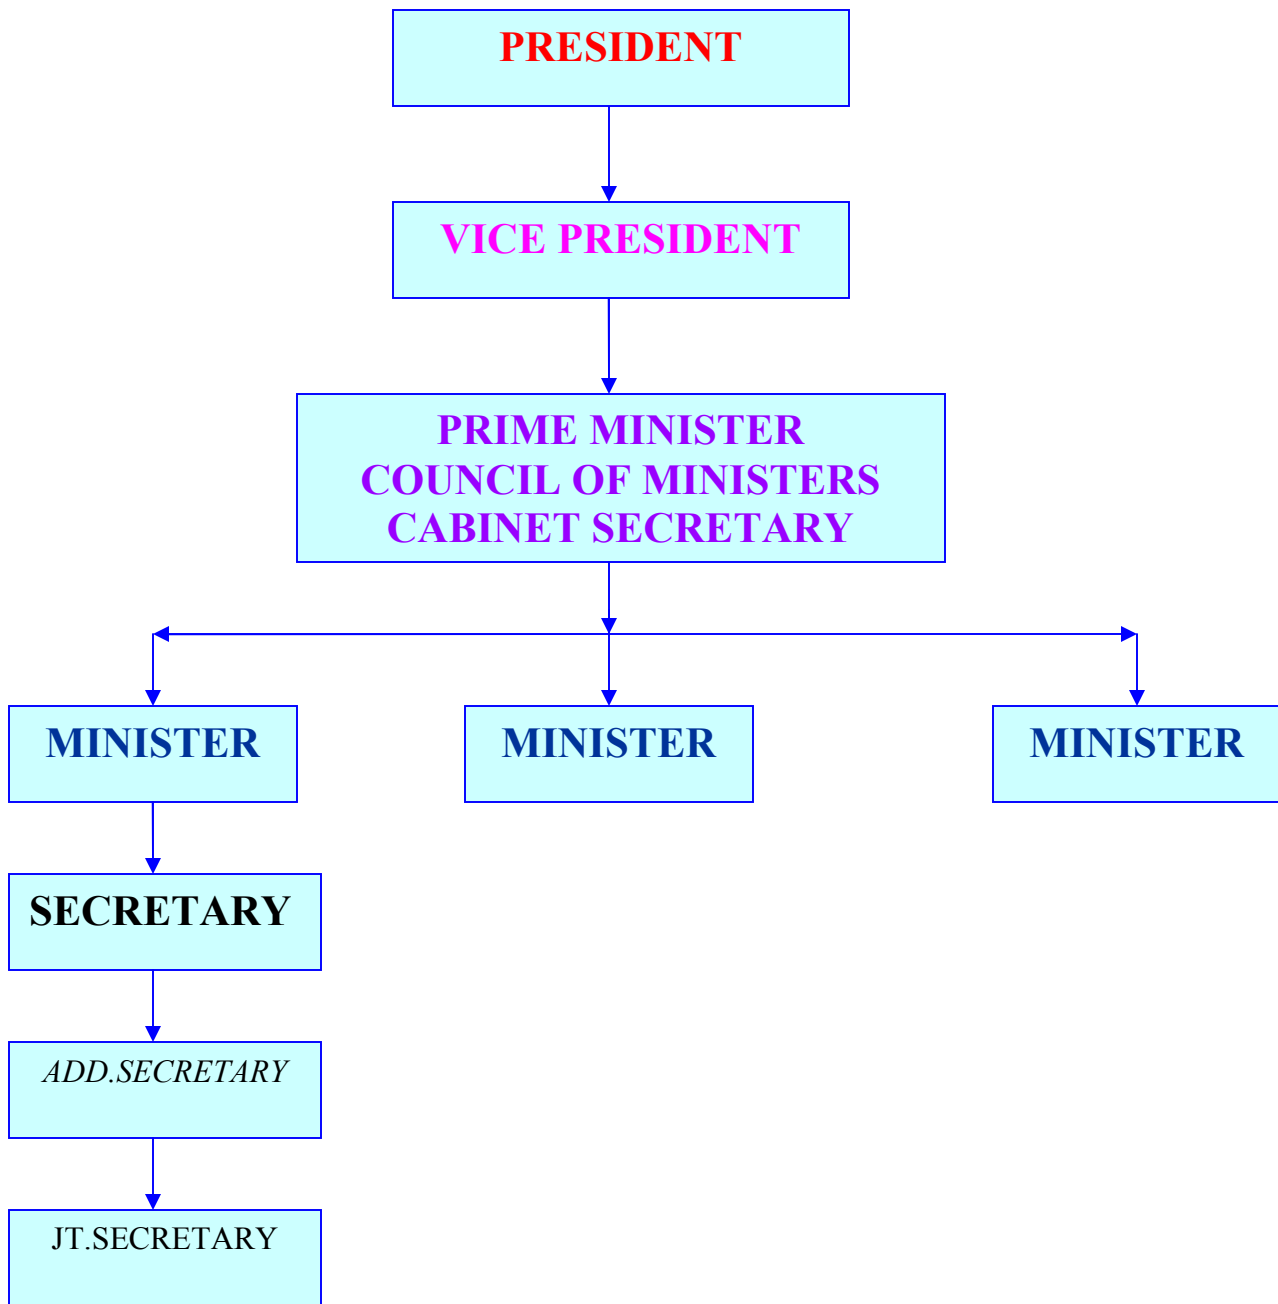 PRESIDENT
VICE PRESIDENT
PRIME MINISTER
COUNCIL OF MINISTERS
CABINET SECRETARY
MINISTER
MINISTER
MINISTER
SECRETARY
ADD.SECRETARY
JT.SECRETARY